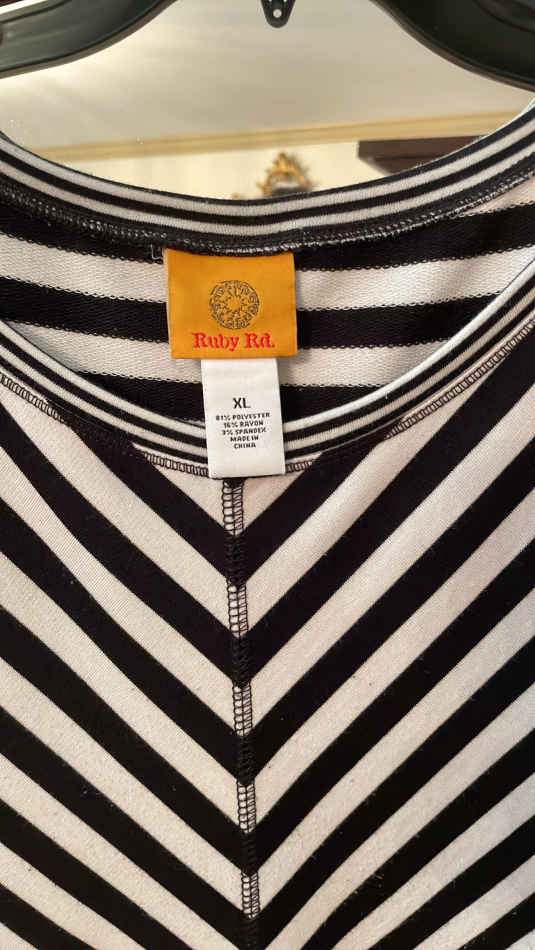 Ruby Rd.
XL
81% POLYESTER
16% RAYON
3% SPANDEX
MADE IN
CHINA